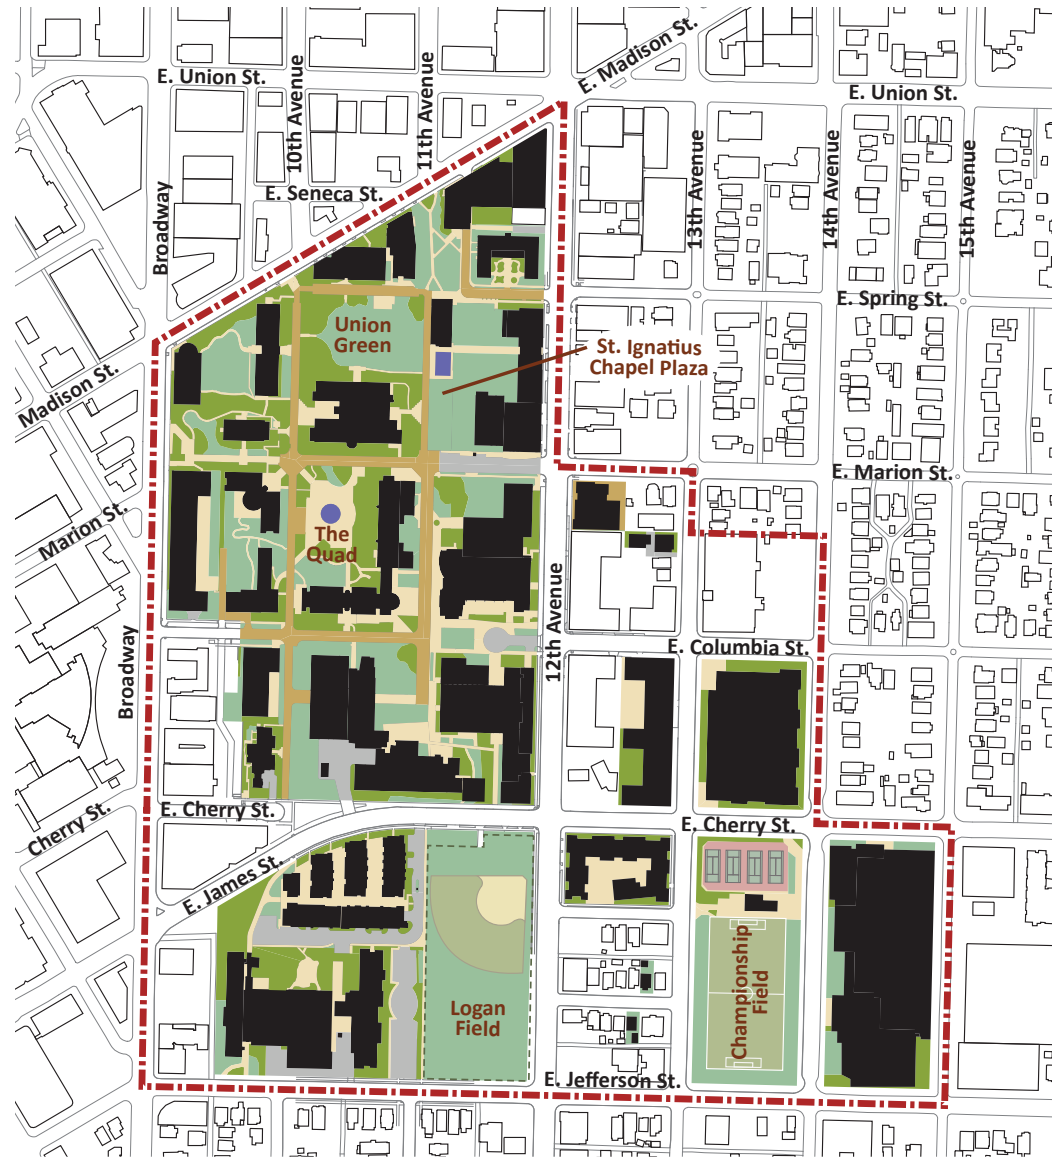 E. Madison St.
E. Union St.
E. Union St.
10th Avenue
11th Avenue
13th Avenue
14th Avenue
15th Avenue
E. Seneca St.
Broadway
E. Spring St.
Union
Green
St. Ignatius
Chapel Plaza
Madison St.
E. Marion St.
Marion St.
The
Quad
12th Avenue
Broadway
E. Columbia St.
E. Cherry St.
Cherry St.
E. Cherry St.
E. James St.
Championship
Field
Logan
Field
E. Jefferson St.